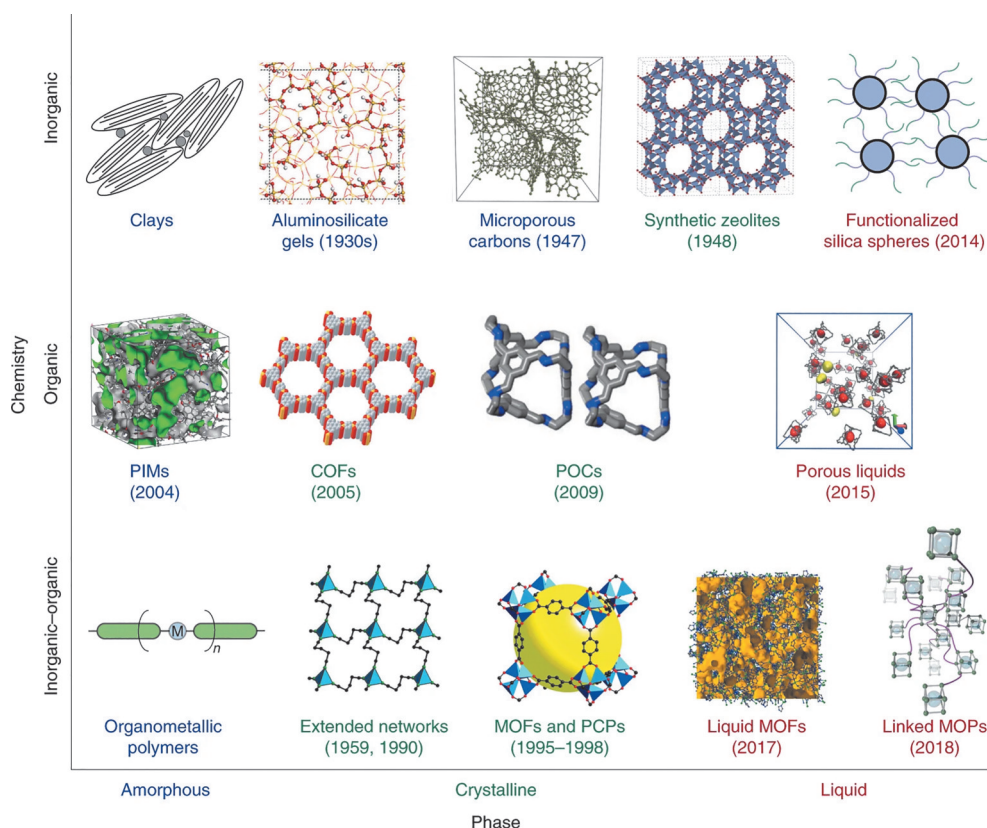 Inorganic
Clays
Aluminosilicate
gels (1930s)
Microporous
carbons (1947)
Synthetic zeolites
(1948)
Functionalized
silica spheres (2014)
Chemistry
Organic
PIMs
(2004)
COFs
(2005)
POCs
(2009)
Porous liquids
(2015)
Inorganic–organic
M
n
Organometallic
polymers
Extended networks
(1959, 1990)
MOFs and PCPs
(1995–1998)
Liquid MOFs
(2017)
Linked MOPs
(2018)
Amorphous
Crystalline
Liquid
Phase